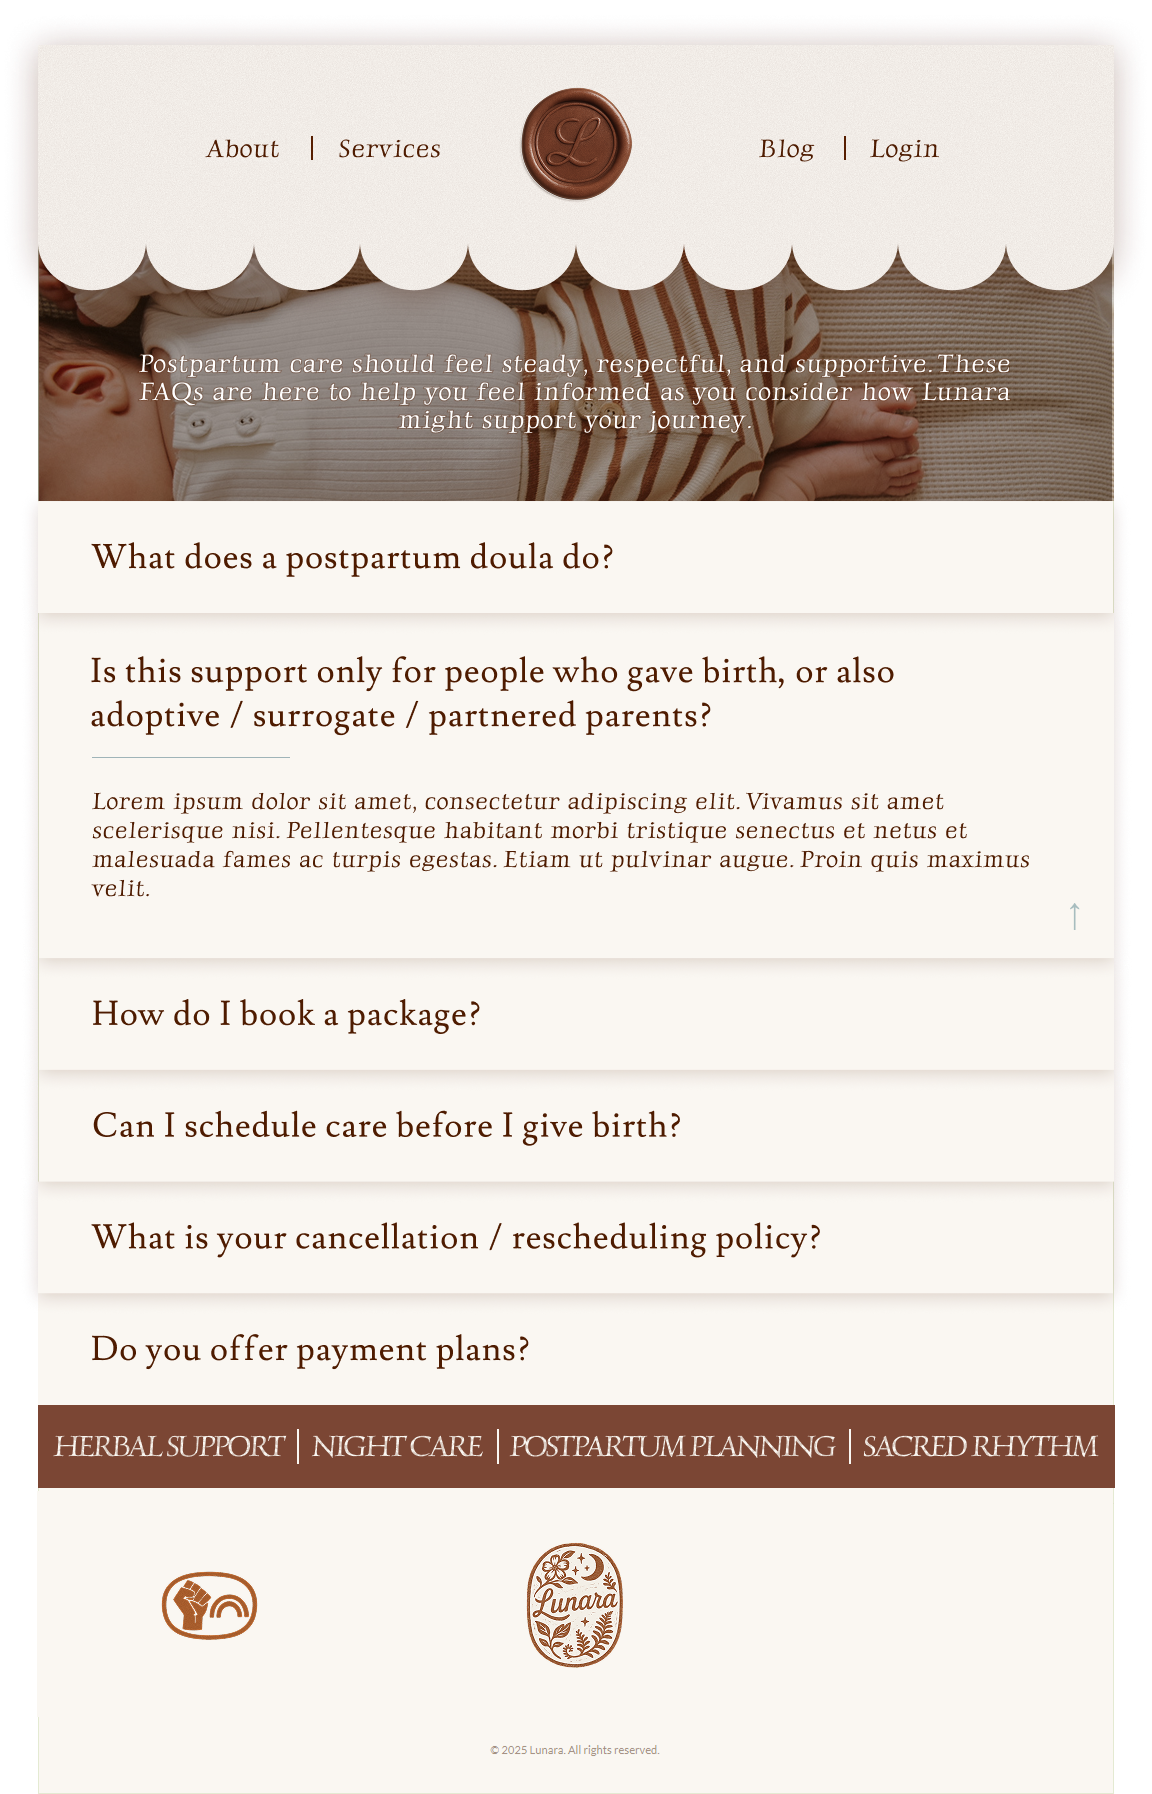 About | Services
L
Blog | Login
Postpartum care should feel steady, respectful, and supportive. These
FAQs are here to help you feel informed as you consider how Lunara
might support your journey.
What does a postpartum doula do?
Is this support only for people who gave birth, or also
adoptive / surrogate / partnered parents?
Lorem ipsum dolor sit amet, consectetur adipiscing elit. Vivamus sit amet
scelerisque nisi. Pellentesque habitant morbi tristique senectus et netus et
malesuada fames ac turpis egestas. Etiam ut pulvinar augue. Proin quis maximus
velit.
How do I book a package?
Can I schedule care before I give birth?
What is your cancellation / rescheduling policy?
Do you offer payment plans?
HERBAL SUPPORT | NIGHT CARE | POSTPARTUM PLANNING | SACRED RHYTHM
Lunara
© 2025 Lunara. All rights reserved.